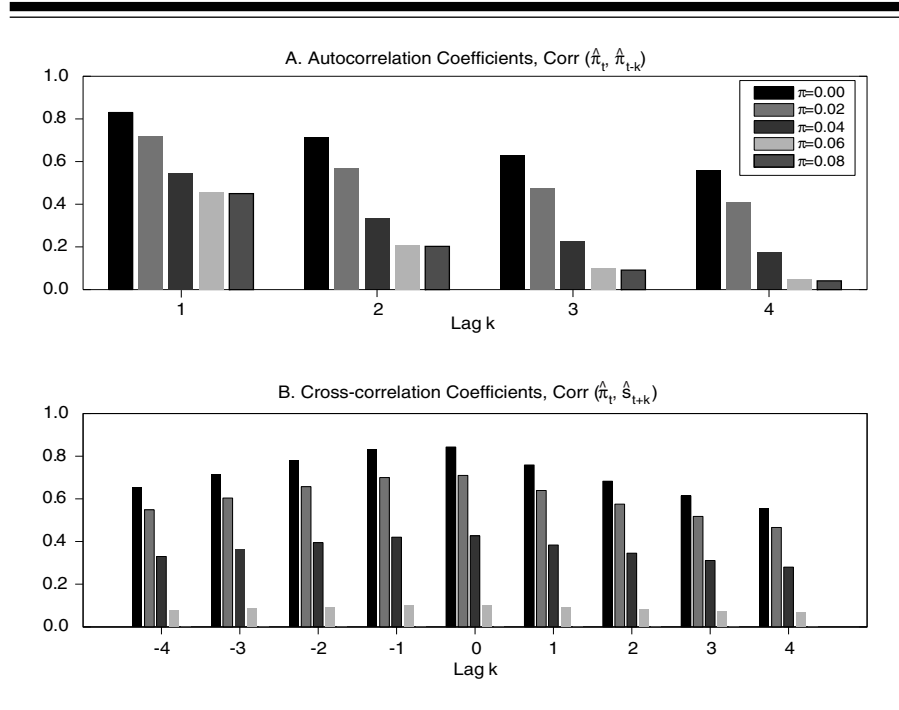 A. Autocorrelation Coefficients, Corr (π̂t, π̂t-k)
1.0
0.8
0.6
0.4
0.2
0.0
π=0.00
π=0.02
π=0.04
π=0.06
π=0.08
1 2 3 4
Lag k
B. Cross-correlation Coefficients, Corr (π̂t, ŝt+k)
1.0
0.8
0.6
0.4
0.2
0.0
-4 -3 -2 -1 0 1 2 3 4
Lag k